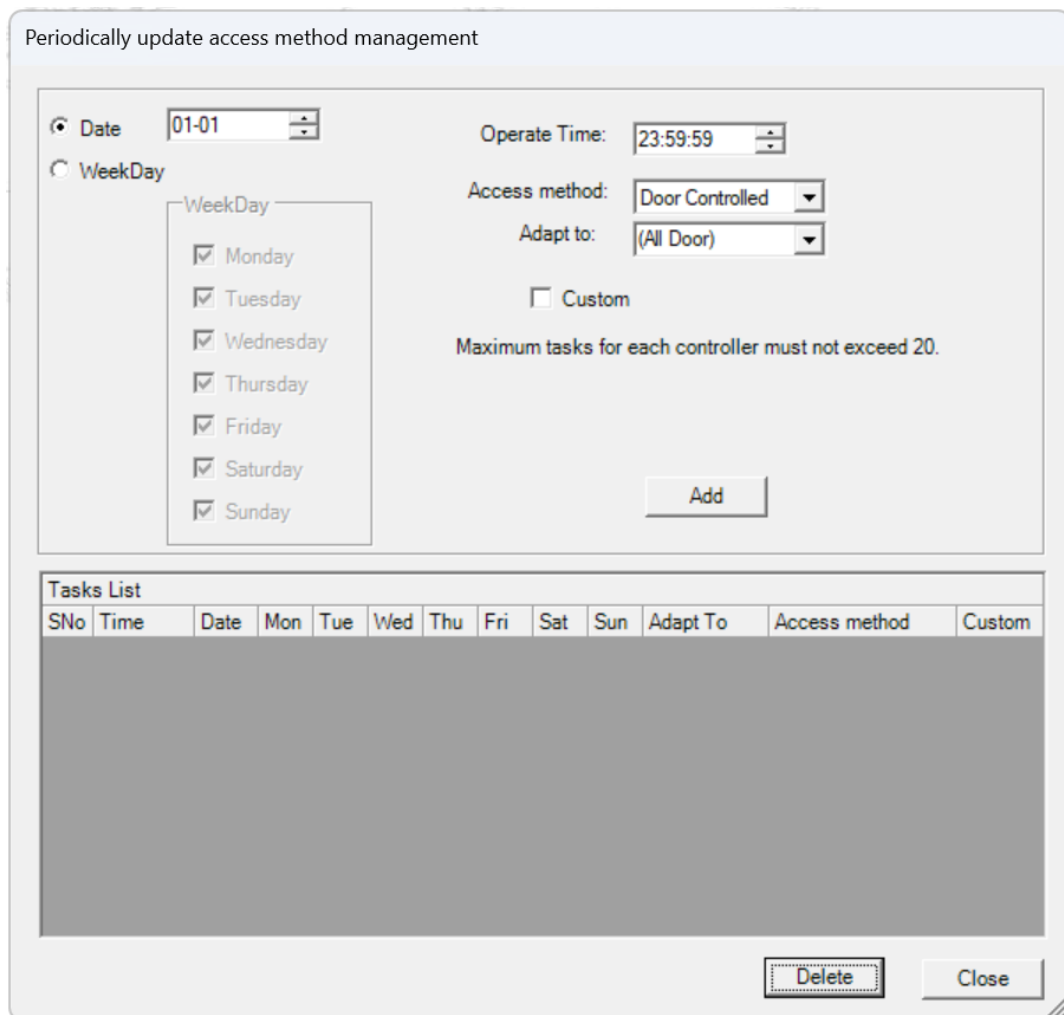 Periodically update access method management
Date 01-01
WeekDay
WeekDay
Monday
Tuesday
Wednesday
Thursday
Friday
Saturday
Sunday
Operate Time: 23:59:59
Access method: Door Controlled
Adapt to: (All Door)
Custom
Maximum tasks for each controller must not exceed 20.
Add
Tasks List
SNo Time Date Mon Tue Wed Thu Fri Sat Sun Adapt To Access method Custom
Delete Close